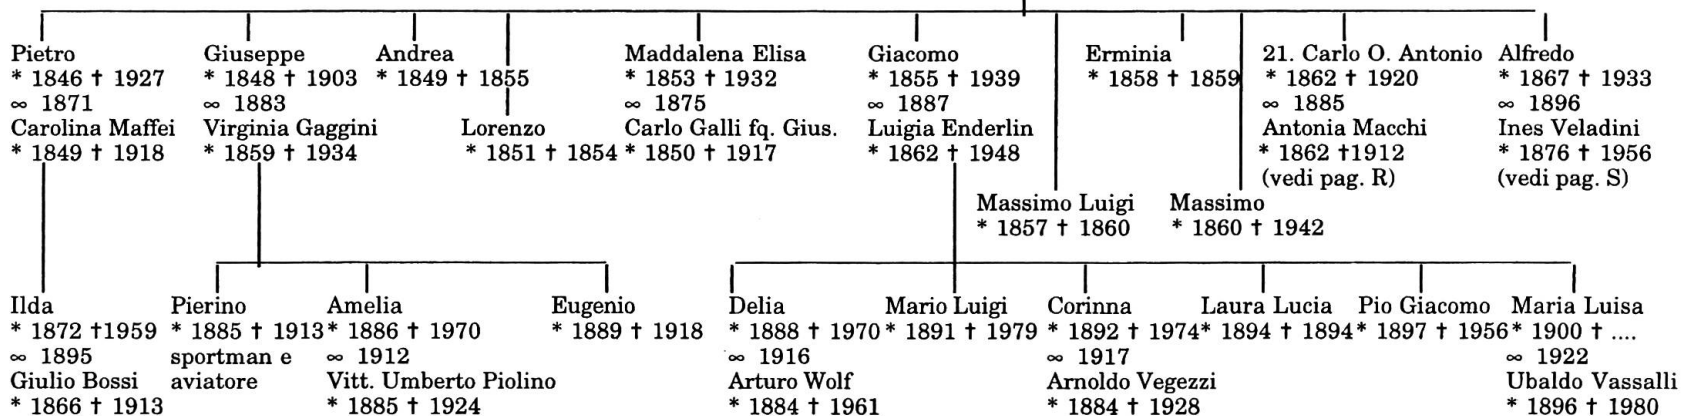 Pietro
* 1846 † 1927
∞ 1871
Carolina Maffei
* 1849 † 1918
Giuseppe
* 1848 † 1903
∞ 1883
Virginia Gaggini
* 1859 † 1934
Andrea
* 1849 † 1855
Lorenzo
* 1851 † 1854
Maddalena Elisa
* 1853 † 1932
∞ 1875
Carlo Galli fq. Gius.
* 1850 † 1917
Giacomo
* 1855 † 1939
∞ 1887
Luigia Enderlin
* 1862 † 1948
Massimo Luigi
* 1857 † 1860
Erminia
* 1858 † 1859
Massimo
* 1860 † 1942
21. Carlo O. Antonio
* 1862 † 1920
∞ 1885
Antonia Macchi
* 1862 †1912
(vedi pag. R)
Alfredo
* 1867 † 1933
∞ 1896
Ines Veladini
* 1876 † 1956
(vedi pag. S)
Ilda
* 1872 †1959
∞ 1895
Giulio Bossi
* 1866 † 1913
Pierino
* 1885 † 1913
sportman e
aviatore
Amelia
* 1886 † 1970
∞ 1912
Vitt. Umberto Piolino
* 1885 † 1924
Eugenio
* 1889 † 1918
Delia
* 1888 † 1970
∞ 1916
Arturo Wolf
* 1884 † 1961
Mario Luigi
* 1891 † 1979
Corinna
* 1892 † 1974
∞ 1917
Arnoldo Vegezzi
* 1884 † 1928
Laura Lucia
* 1894 † 1894
Pio Giacomo
* 1897 † 1956
Maria Luisa
* 1900 † ....
∞ 1922
Ubaldo Vassalli
* 1896 † 1980